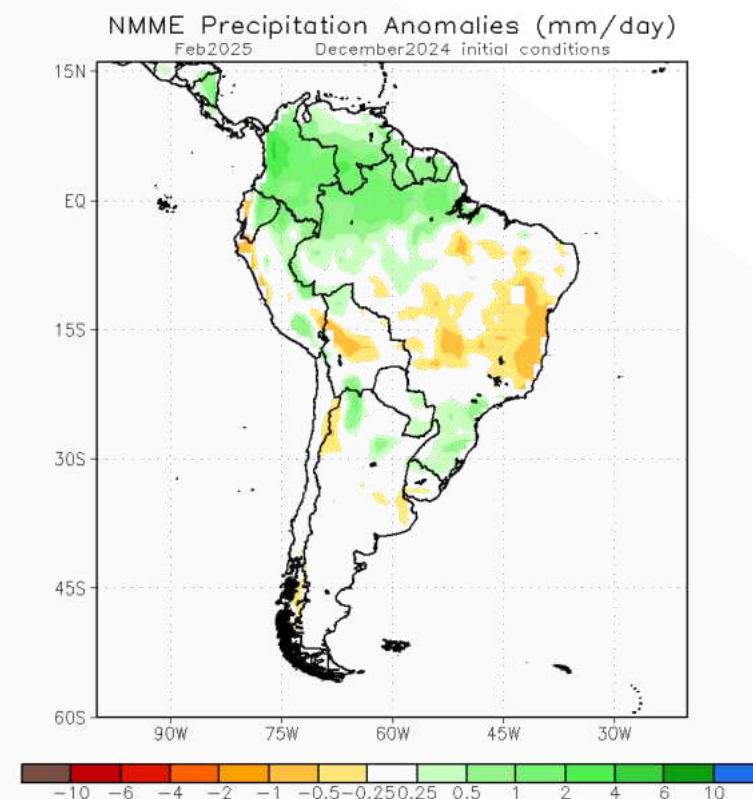 NMME Precipitation Anomalies (mm/day)
Feb2025 December2024 initial conditions
15N
EQ
15S
30S
45S
60S
90W 75W 60W 45W 30W
-10 -6 -4 -2 -1 -0.5 -0.25 0.25 0.5 1 2 4 6 10